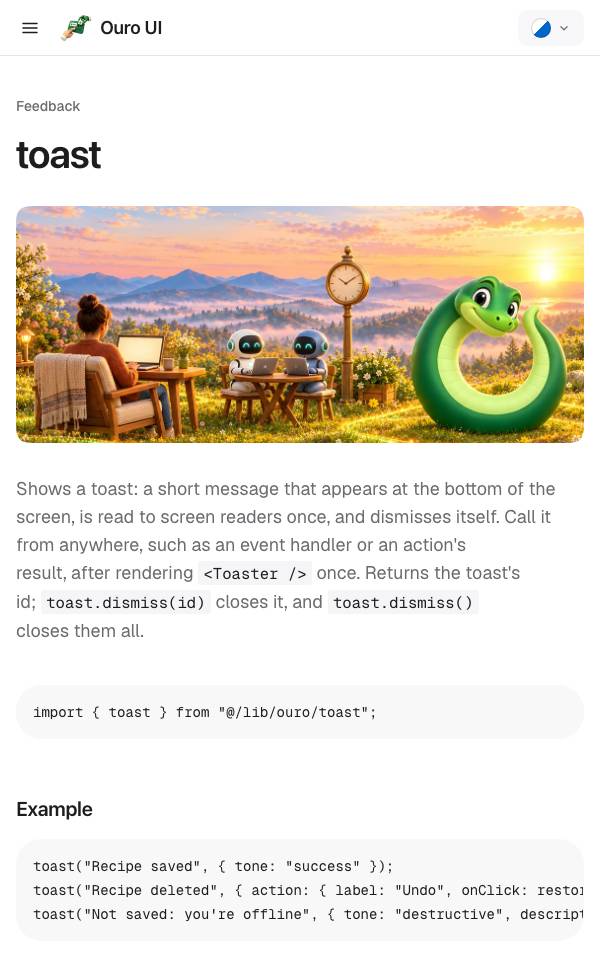 Ouro UI
Feedback
toast
Shows a toast: a short message that appears at the bottom of the
screen, is read to screen readers once, and dismisses itself. Call it
from anywhere, such as an event handler or an action's
result, after rendering <Toaster /> once. Returns the toast's
id; toast.dismiss(id) closes it, and toast.dismiss()
closes them all.
import { toast } from "@/lib/ouro/toast";
Example
toast("Recipe saved", { tone: "success" });
toast("Recipe deleted", { action: { label: "Undo", onClick: restor
toast("Not saved: you're offline", { tone: "destructive", descript